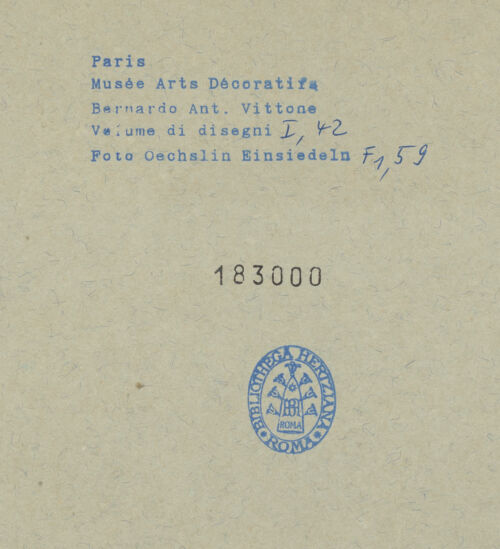 Paris
Musée Arts Décoratifs
Bernardo Ant. Vittone
Volume di disegni I, 42
Foto Oechslin Einsiedeln F1,59
183000
BIBLIOTHECA HERTZIANA
ROMA
ROMA